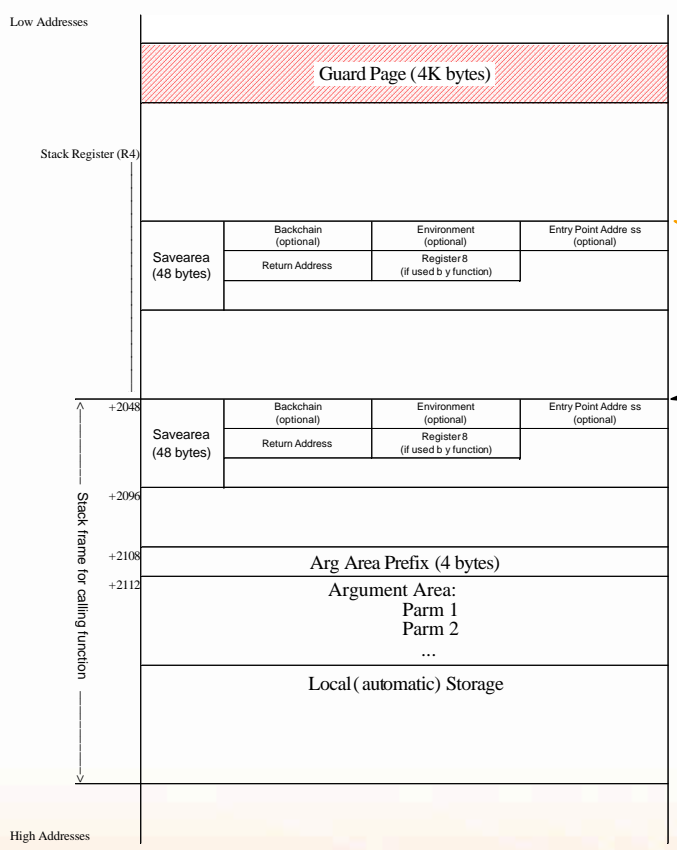 Low Addresses
Guard Page (4K bytes)
Stack Register (R4)
Savearea
(48 bytes)
Backchain
(optional)
Environment
(optional)
Entry Point Addre ss
(optional)
Return Address
Register 8
(if used b y function)
+2048
Savearea
(48 bytes)
Backchain
(optional)
Environment
(optional)
Entry Point Addre ss
(optional)
Return Address
Register 8
(if used b y function)
Stack frame for calling function
+2096
+2108
Arg Area Prefix (4 bytes)
+2112
Argument Area:
Parm 1
Parm 2
...
Local ( automatic) Storage
High Addresses